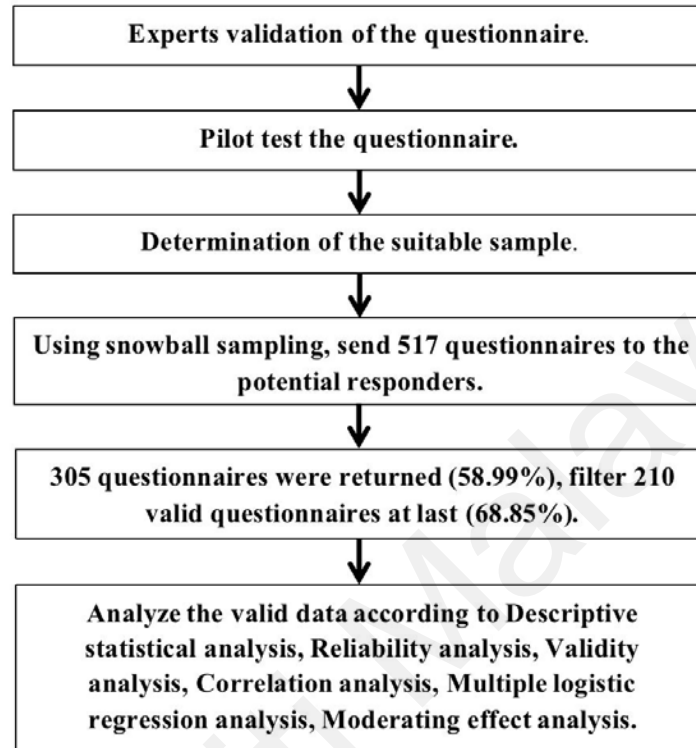 Experts validation of the questionnaire.
Pilot test the questionnaire.
Determination of the suitable sample.
Using snowball sampling, send 517 questionnaires to the
potential responders.
305 questionnaires were returned (58.99%), filter 210
valid questionnaires at last (68.85%).
Analyze the valid data according to Descriptive
statistical analysis, Reliability analysis, Validity
analysis, Correlation analysis, Multiple logistic
regression analysis, Moderating effect analysis.